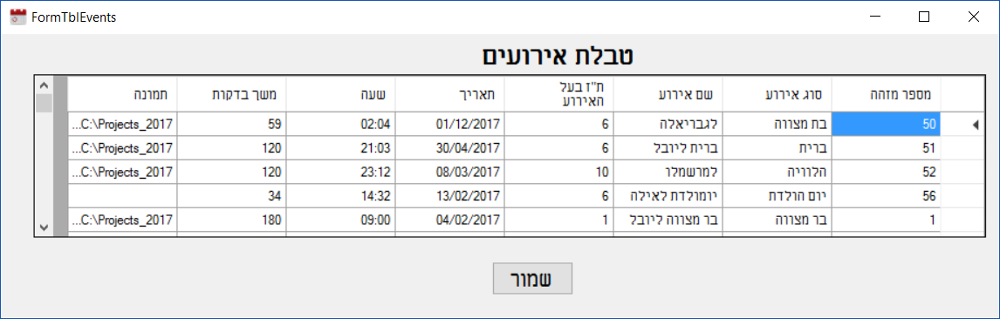 FormTblEvents
טבלת אירועים
מספר מזהה סוג אירוע שם אירוע ת"ז בעל האירוע תאריך שעה משך בדקות תמונה
50 בת מצווה לגבריאלה 6 01/12/2017 02:04 59 C:\Projects_2017...
51 ברית ברית ליובל 6 30/04/2017 21:03 120 C:\Projects_2017...
52 הלוויה למרשמלו 10 08/03/2017 23:12 120 C:\Projects_2017...
56 יום הולדת יומולדת לאילה 6 13/02/2017 14:32 34
1 בר מצווה בר מצווה ליובל 1 04/02/2017 09:00 180 C:\Projects_2017...
שמור